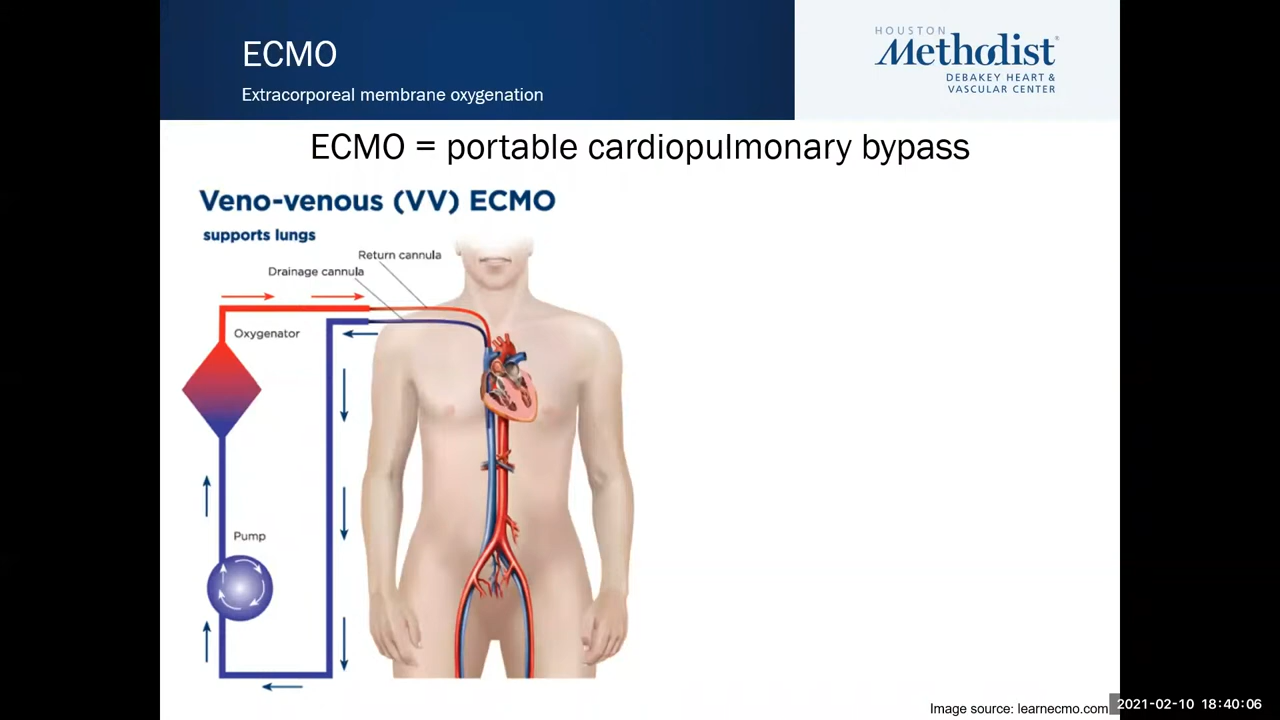 ECMO
Extracorporeal membrane oxygenation
HOUSTON
Methodist®
DEBAKEY HEART &
VASCULAR CENTER
ECMO = portable cardiopulmonary bypass
Veno-venous (VV) ECMO
supports lungs
Return cannula
Drainage cannula
Oxygenator
Pump
Image source: learnecmo.com
2021-02-10 18:40:06